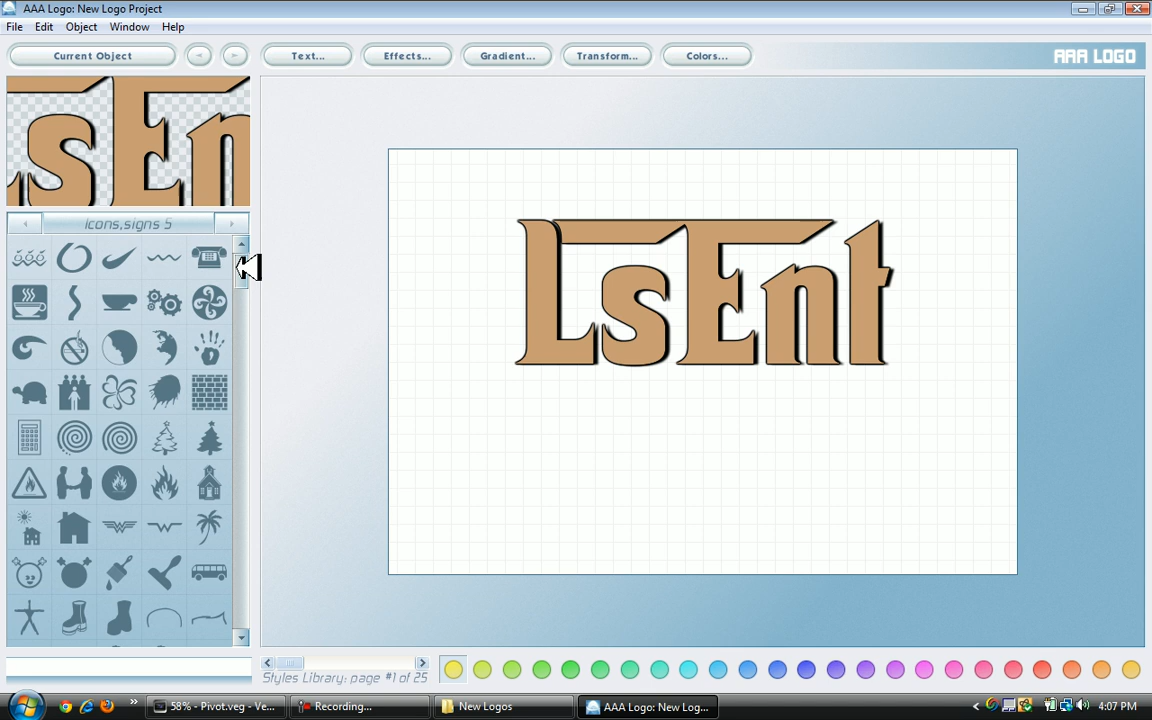 AAA Logo: New Logo Project
File Edit Object Window Help
Current Object Text... Effects... Gradient... Transform... Colors... AAA LOGO
sEn
icons,signs 5
LsEnt
Styles Library: page #1 of 25
58% - Pivot.veg - Ve... Recording... New Logos AAA Logo: New Log... 4:07 PM